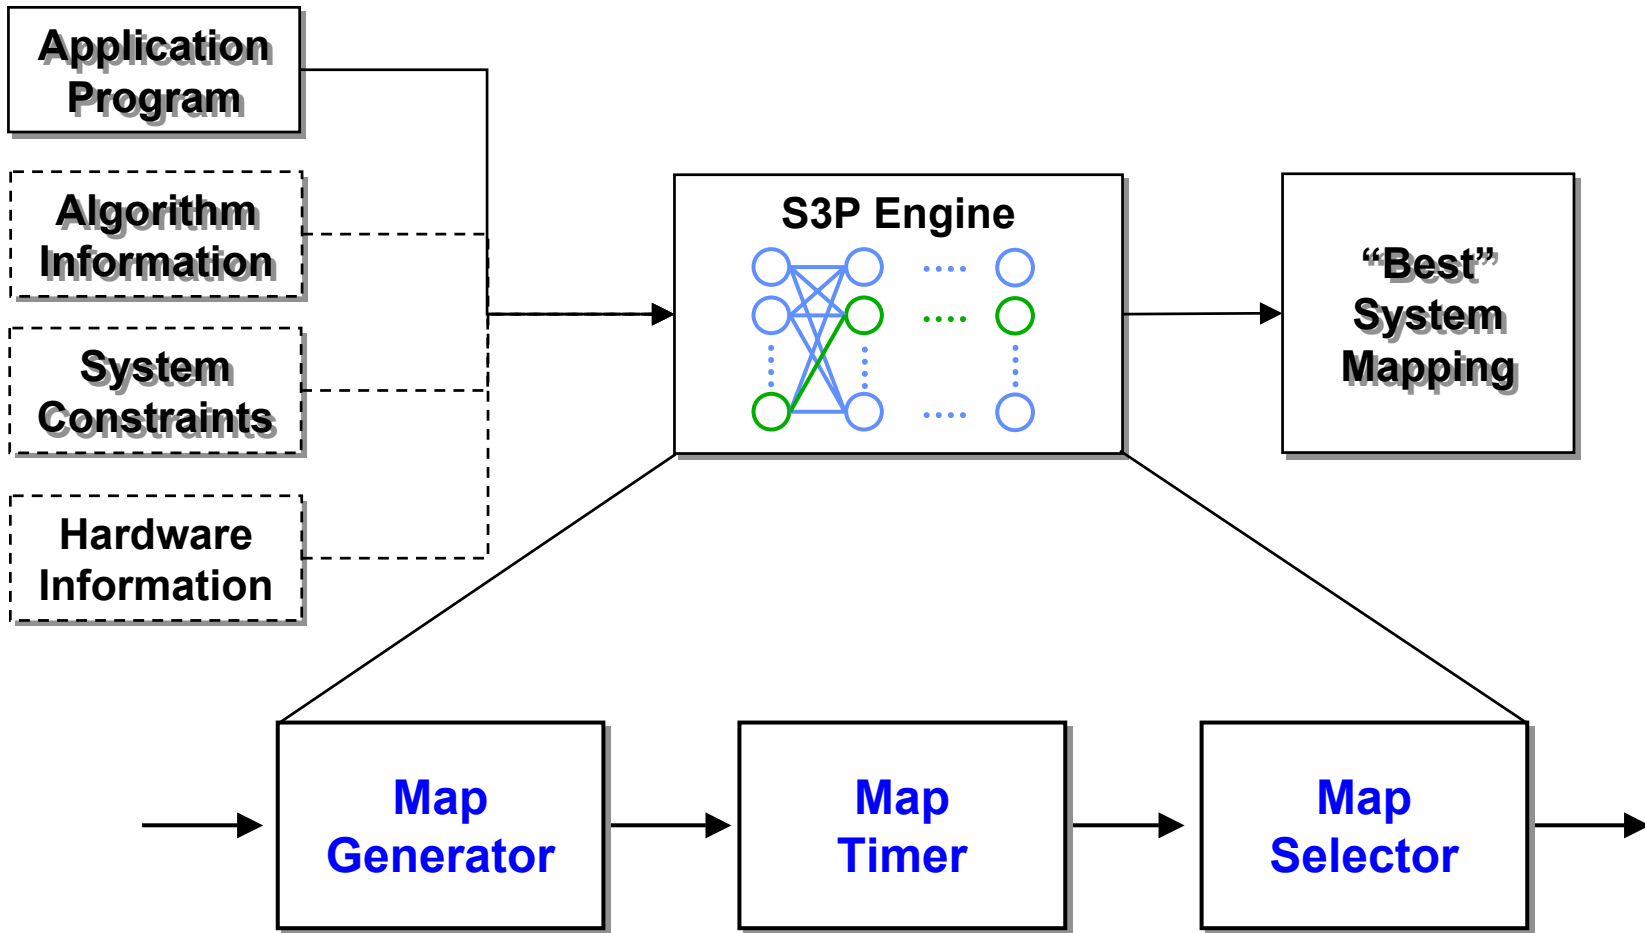 Application
Program
Algorithm
Information
System
Constraints
Hardware
Information
S3P Engine
“Best”
System
Mapping
Map
Generator
Map
Timer
Map
Selector